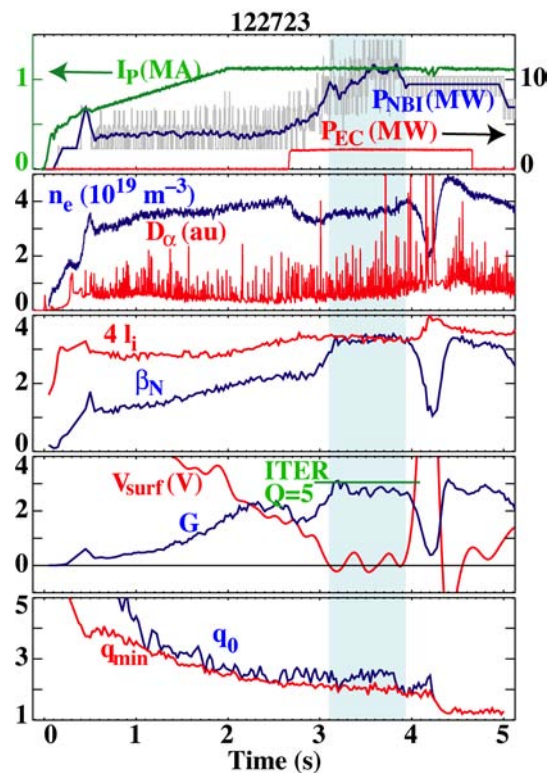 122723
I_P (MA)
1
10
P_NBI (MW)
P_EC (MW)
0
0
n_e (10^19 m^-3)
4
D_α (au)
2
0
4
4 l_i
2
β_N
0
4
ITER
V_surf (V)
Q=5
2
G
0
5
q_0
3
q_min
1
0 1 2 3 4 5
Time (s)